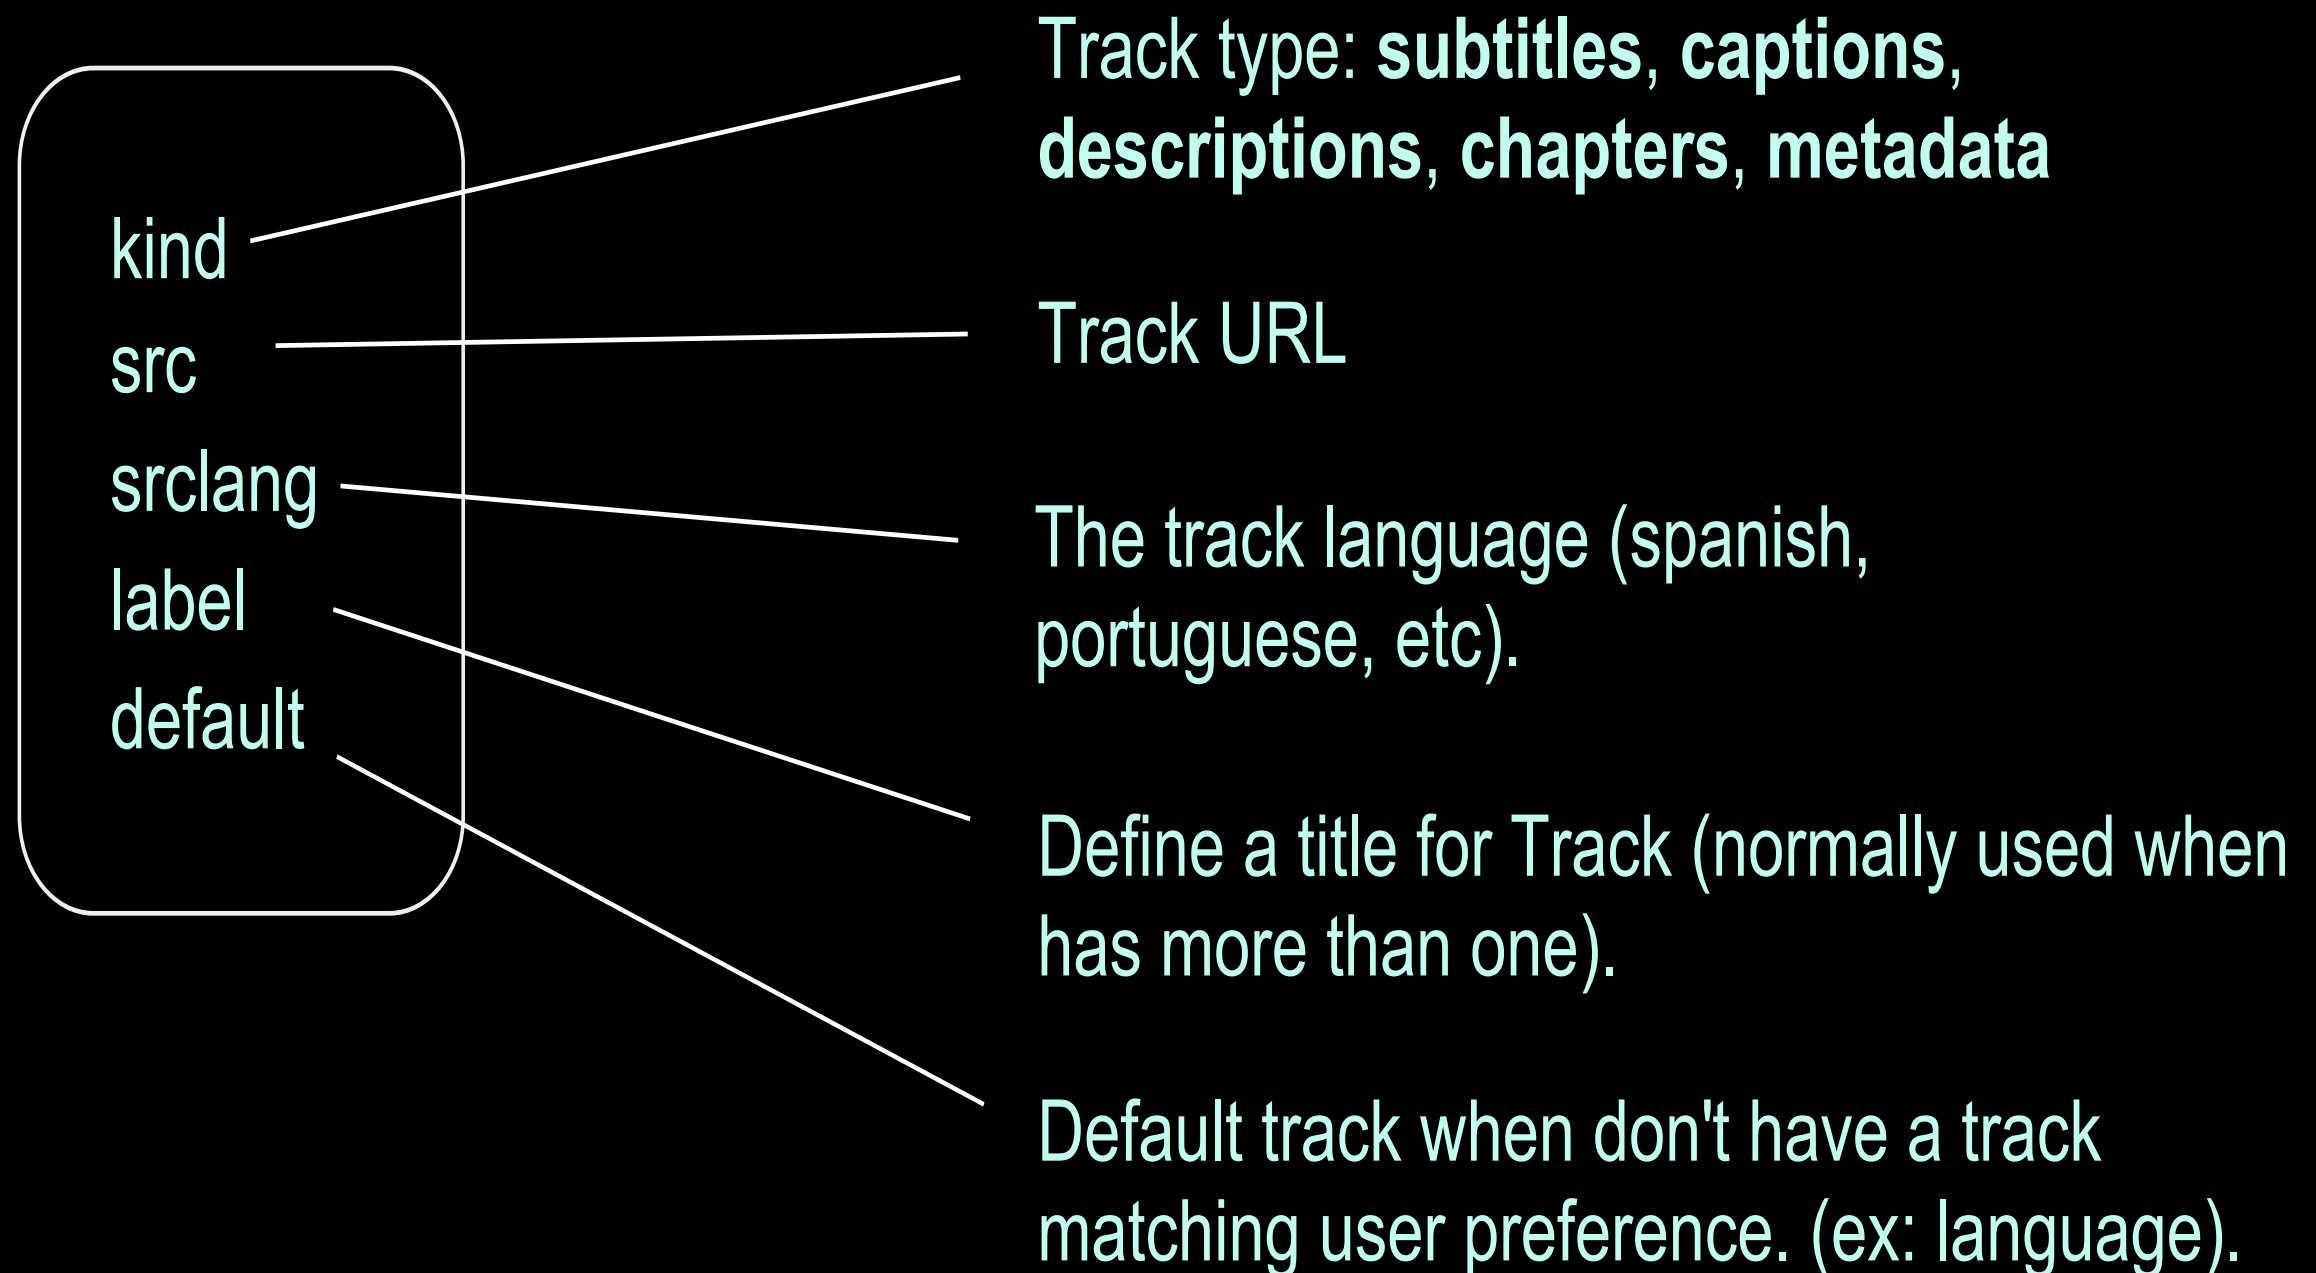 kind
src
srclang
label
default
Track type: subtitles, captions,
descriptions, chapters, metadata
Track URL
The track language (spanish,
portuguese, etc).
Define a title for Track (normally used when
has more than one).
Default track when don't have a track
matching user preference. (ex: language).